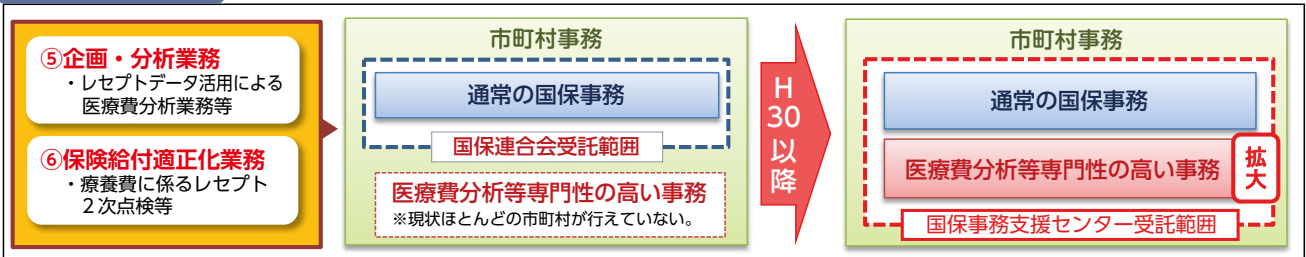 ⑤企画・分析業務
・レセプトデータ活用による
医療費分析業務等
⑥保険給付適正化業務
・療養費に係るレセプト
２次点検等
市町村事務
通常の国保事務
国保連合会受託範囲
医療費分析等専門性の高い事務
※現状ほとんどの市町村が行えていない。
H
30
以
降
市町村事務
通常の国保事務
医療費分析等専門性の高い事務
拡
大
国保事務支援センター受託範囲